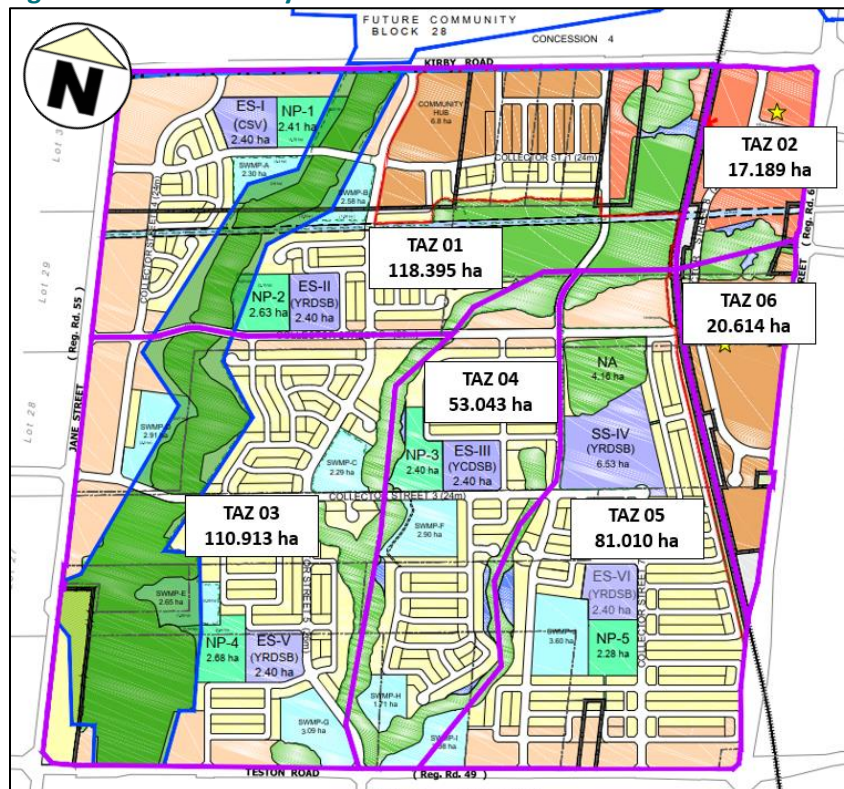 FUTURE COMMUNITY
BLOCK 28
CONCESSION 4
KIRBY ROAD
N
ES-I
(CSV)
2.40 ha
NP-1
2.41 ha
COMMUNITY
HUB
6.8 ha
SWMP-A
2.30 ha
SWMP-B
2.58 ha
COLLECTOR ST. 1 (24m)
TAZ 02
17.189 ha
Lot 29
TAZ 01
118.395 ha
NP-2
2.63 ha
ES-II
(YRDSB)
2.40 ha
TAZ 06
20.614 ha
JANE STREET
( Reg. Rd. 55 )
Lot 28
TAZ 04
53.043 ha
NA
4.16 ha
NP-3
2.40 ha
ES-III
(YCDSB)
2.40 ha
SS-IV
(YRDSB)
6.53 ha
SWMP-C
2.29 ha
COLLECTOR STREET 3 (24m)
TAZ 03
110.913 ha
SWMP-F
2.90 ha
TAZ 05
81.010 ha
SWMP-E
2.65 ha
ES-VI
(YRDSB)
2.40 ha
NP-4
2.68 ha
ES-V
(YRDSB)
2.40 ha
NP-5
2.28 ha
SWMP-H
1.71 ha
SWMP-G
3.09 ha
SWMP-I
TESTON ROAD
( Reg. Rd. 49 )